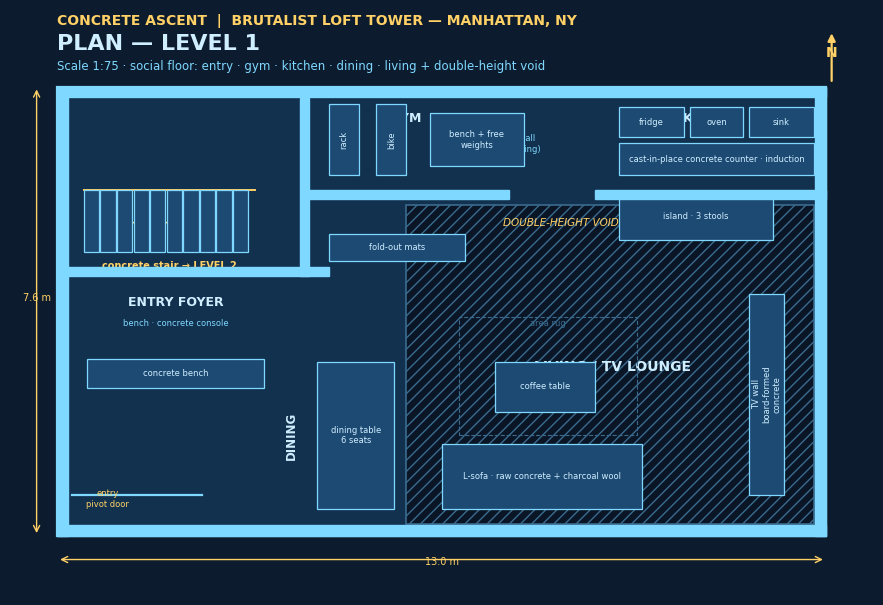 CONCRETE ASCENT | BRUTALIST LOFT TOWER — MANHATTAN, NY
PLAN — LEVEL 1
Scale 1:75 · social floor: entry · gym · kitchen · dining · living + double-height void
N
rack
bike
bench + free
weights
fridge
oven
sink
cast-in-place concrete counter · induction
island · 3 stools
DOUBLE-HEIGHT VOID
fold-out mats
concrete stair → LEVEL 2
7.6 m
ENTRY FOYER
bench · concrete console
concrete bench
area rug
TV LOUNGE
coffee table
TV wall
board-formed
concrete
DINING
dining table
6 seats
L-sofa · raw concrete + charcoal wool
entry
pivot door
13.0 m